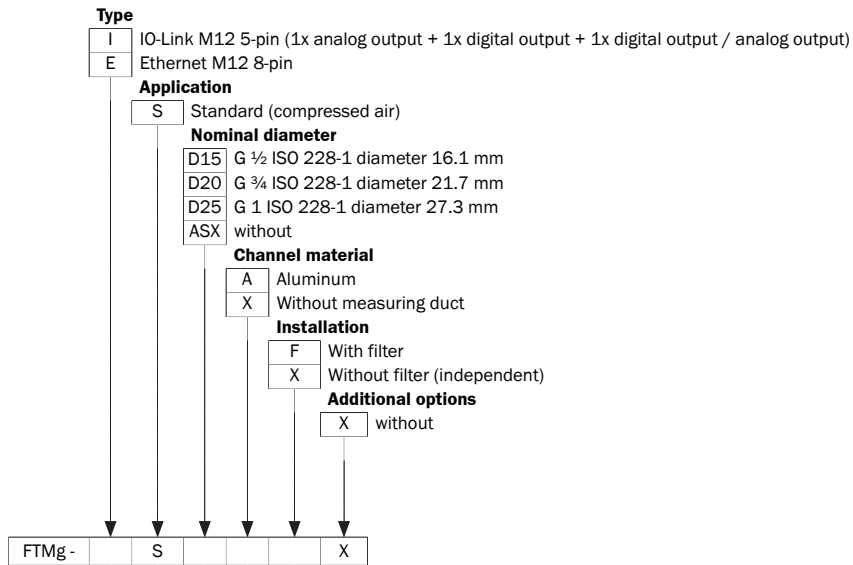 Type
I IO-Link M12 5-pin (1x analog output + 1x digital output + 1x digital output / analog output)
E Ethernet M12 8-pin
Application
S Standard (compressed air)
Nominal diameter
D15 G ½ ISO 228-1 diameter 16.1 mm
D20 G ¾ ISO 228-1 diameter 21.7 mm
D25 G 1 ISO 228-1 diameter 27.3 mm
ASX without
Channel material
A Aluminum
X Without measuring duct
Installation
F With filter
X Without filter (independent)
Additional options
X without
FTMg - S X